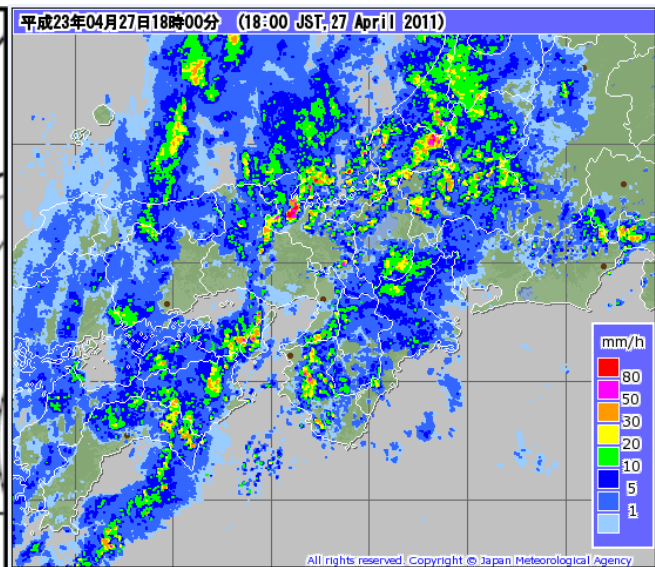 平成23年04月27日18時00分 (18:00 JST, 27 April 2011)
mm/h
80
50
30
20
10
5
1
All rights reserved. Copyright © Japan Meteorological Agency